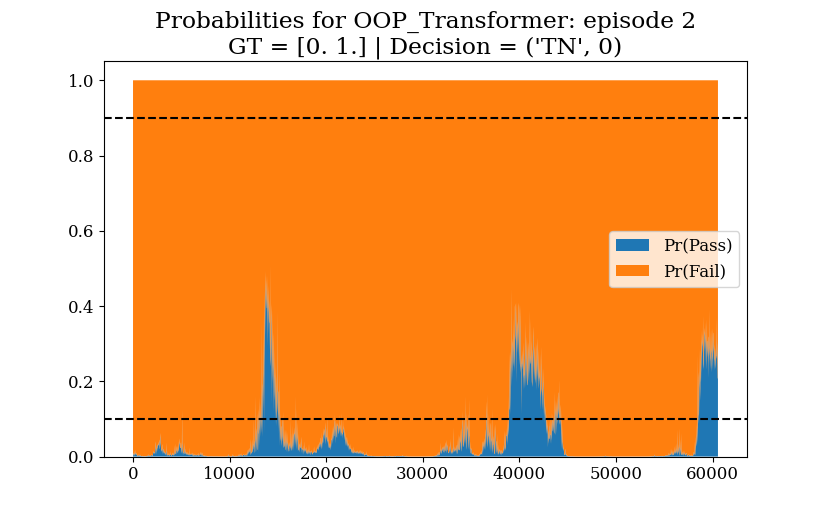 Probabilities for OOP_Transformer: episode 2
GT = [0. 1.] | Decision = ('TN', 0)
1.0
0.8
0.6
0.4
0.2
0.0
Pr(Pass)
Pr(Fail)
0 10000 20000 30000 40000 50000 60000